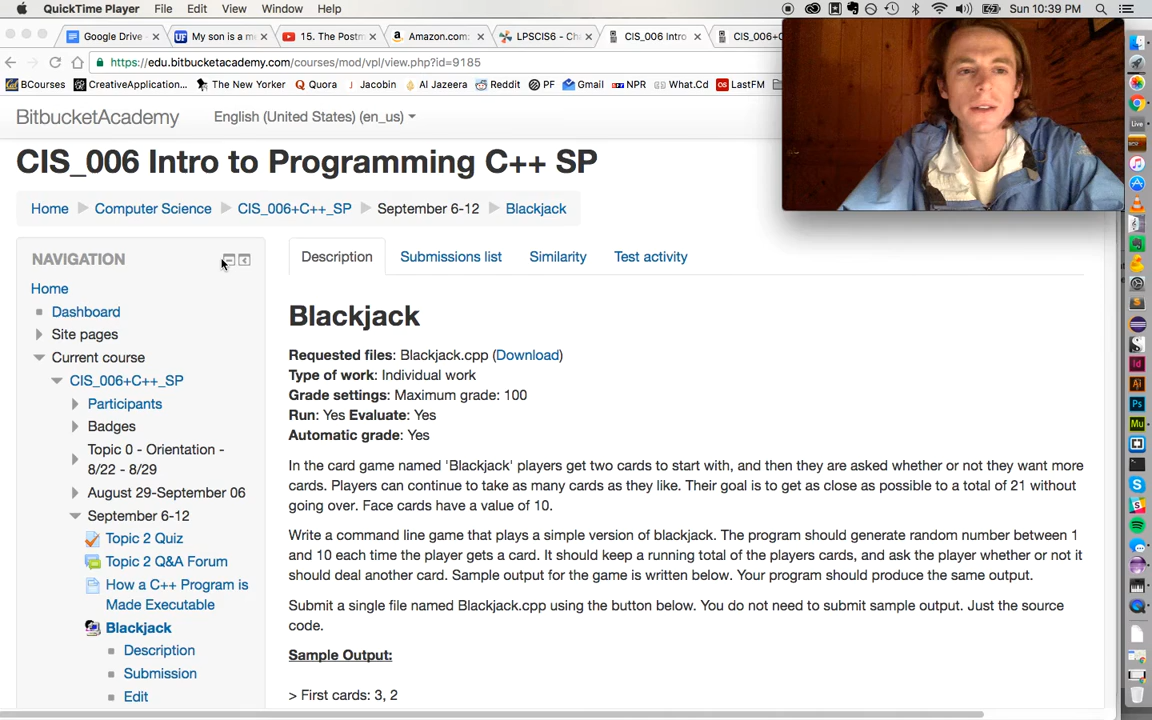 QuickTime Player File Edit View Window Help Sun 10:39 PM
Google Drive My son is a m 15. The Postm Amazon.com: LPSCIS6 - Ch CIS_006 Intro
https://edu.bitbucketacademy.com/courses/mod/vpl/view.php?id=9185
BCourses CreativeApplication... The New Yorker Quora Jacobin Al Jazeera Reddit PF Gmail NPR What.Cd LastFM
BitbucketAcademy English (United States) (en_us)
CIS_006 Intro to Programming C++ SP
Home Computer Science CIS_006+C++_SP September 6-12 Blackjack
NAVIGATION
Home
Dashboard
Site pages
Current course
CIS_006+C++_SP
Participants
Badges
Topic 0 - Orientation -
8/22 - 8/29
August 29-September 06
September 6-12
Topic 2 Quiz
Topic 2 Q&A Forum
How a C++ Program is
Made Executable
Blackjack
Description
Submission
Edit
Description Submissions list Similarity Test activity
Blackjack
Requested files: Blackjack.cpp (Download)
Type of work: Individual work
Grade settings: Maximum grade: 100
Run: Yes Evaluate: Yes
Automatic grade: Yes
In the card game named 'Blackjack' players get two cards to start with, and then they are asked whether or not they want more
cards. Players can continue to take as many cards as they like. Their goal is to get as close as possible to a total of 21 without
going over. Face cards have a value of 10.
Write a command line game that plays a simple version of blackjack. The program should generate random number between 1
and 10 each time the player gets a card. It should keep a running total of the players cards, and ask the player whether or not it
should deal another card. Sample output for the game is written below. Your program should produce the same output.
Submit a single file named Blackjack.cpp using the button below. You do not need to submit sample output. Just the source
code.
Sample Output:
> First cards: 3, 2